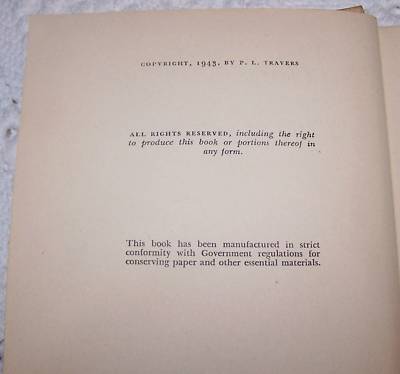 COPYRIGHT, 1943, BY P. L. TRAVERS
ALL RIGHTS RESERVED, including the right
to produce this book or portions thereof in
any form.
This book has been manufactured in strict
conformity with Government regulations for
conserving paper and other essential materials.